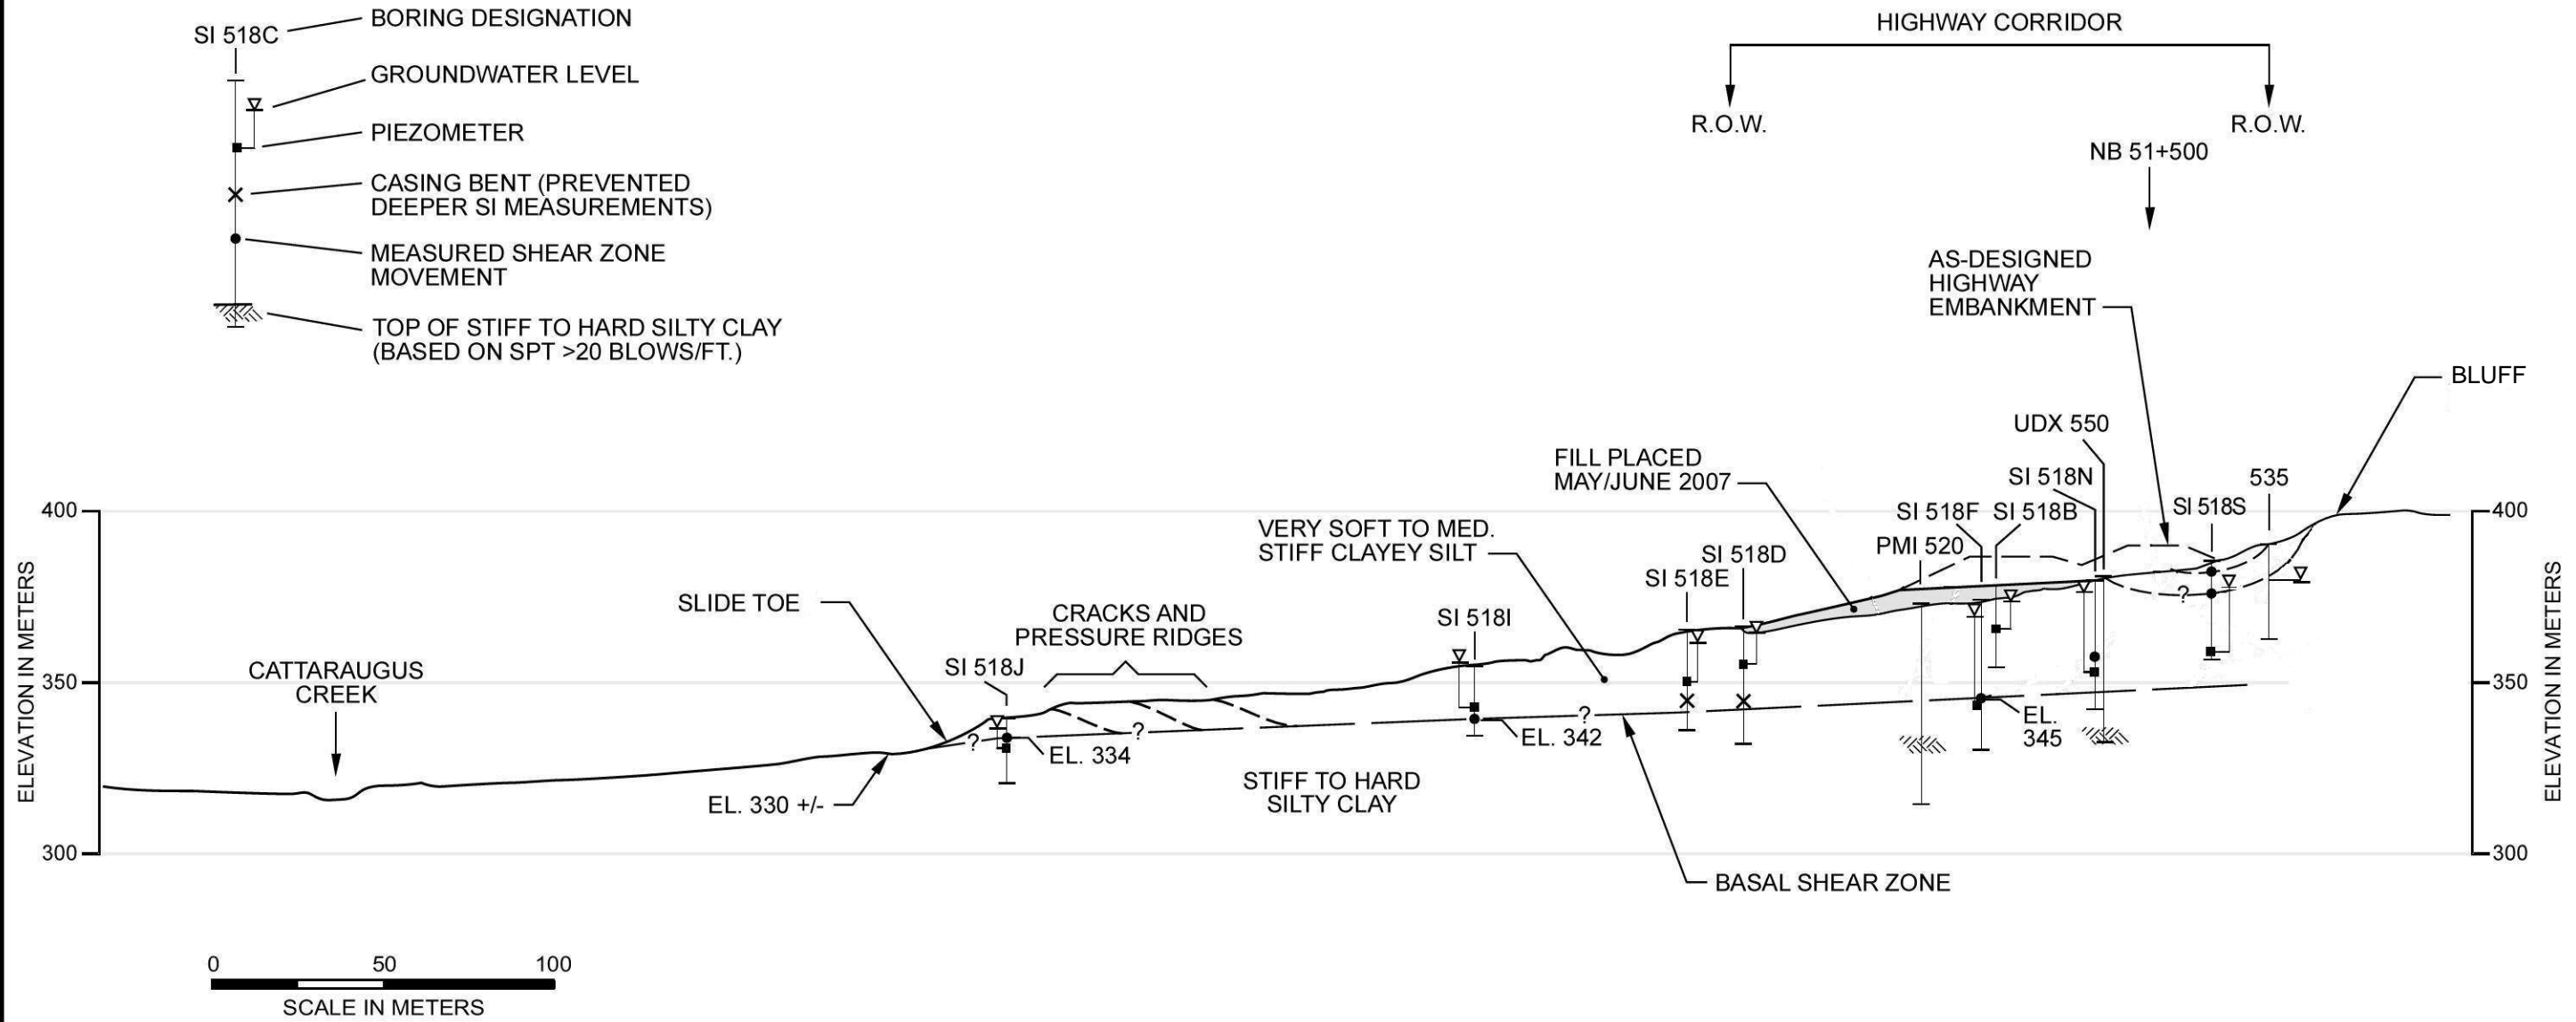 SI 518C
BORING DESIGNATION
GROUNDWATER LEVEL
PIEZOMETER
CASING BENT (PREVENTED
DEEPER SI MEASUREMENTS)
MEASURED SHEAR ZONE
MOVEMENT
TOP OF STIFF TO HARD SILTY CLAY
(BASED ON SPT >20 BLOWS/FT.)
HIGHWAY CORRIDOR
R.O.W.
R.O.W.
NB 51+500
AS-DESIGNED
HIGHWAY
EMBANKMENT
BLUFF
UDX 550
FILL PLACED
MAY/JUNE 2007
SI 518N
535
SI 518S
SI 518F
SI 518B
PMI 520
VERY SOFT TO MED.
STIFF CLAYEY SILT
SI 518D
SI 518E
SLIDE TOE
CRACKS AND
PRESSURE RIDGES
SI 518I
SI 518J
CATTARAUGUS
CREEK
400
350
300
ELEVATION IN METERS
400
350
300
ELEVATION IN METERS
?
?
?
?
EL. 334
EL. 342
EL.
345
EL. 330 +/-
STIFF TO HARD
SILTY CLAY
BASAL SHEAR ZONE
0 50 100
SCALE IN METERS